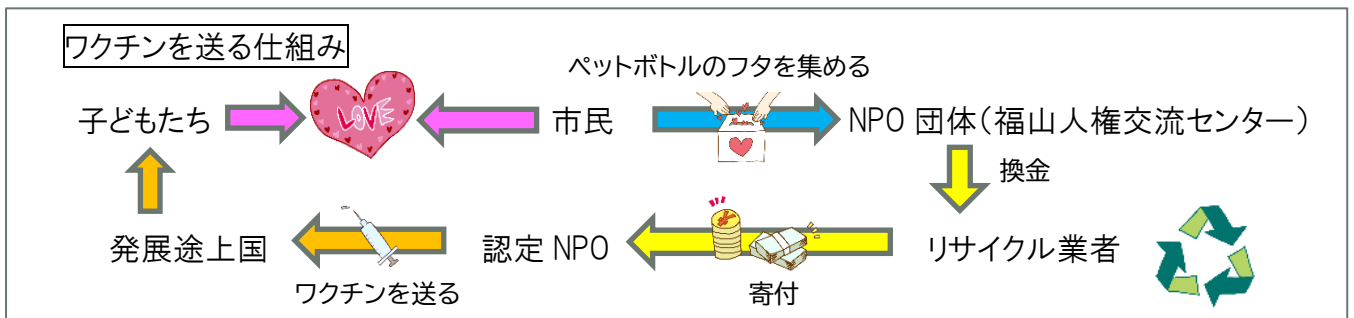 ワクチンを送る仕組み
ペットボトルのフタを集める
子どもたち
LOVE
市民
NPO 団体（福山人権交流センター）
換金
発展途上国
認定 NPO
リサイクル業者
ワクチンを送る
寄付